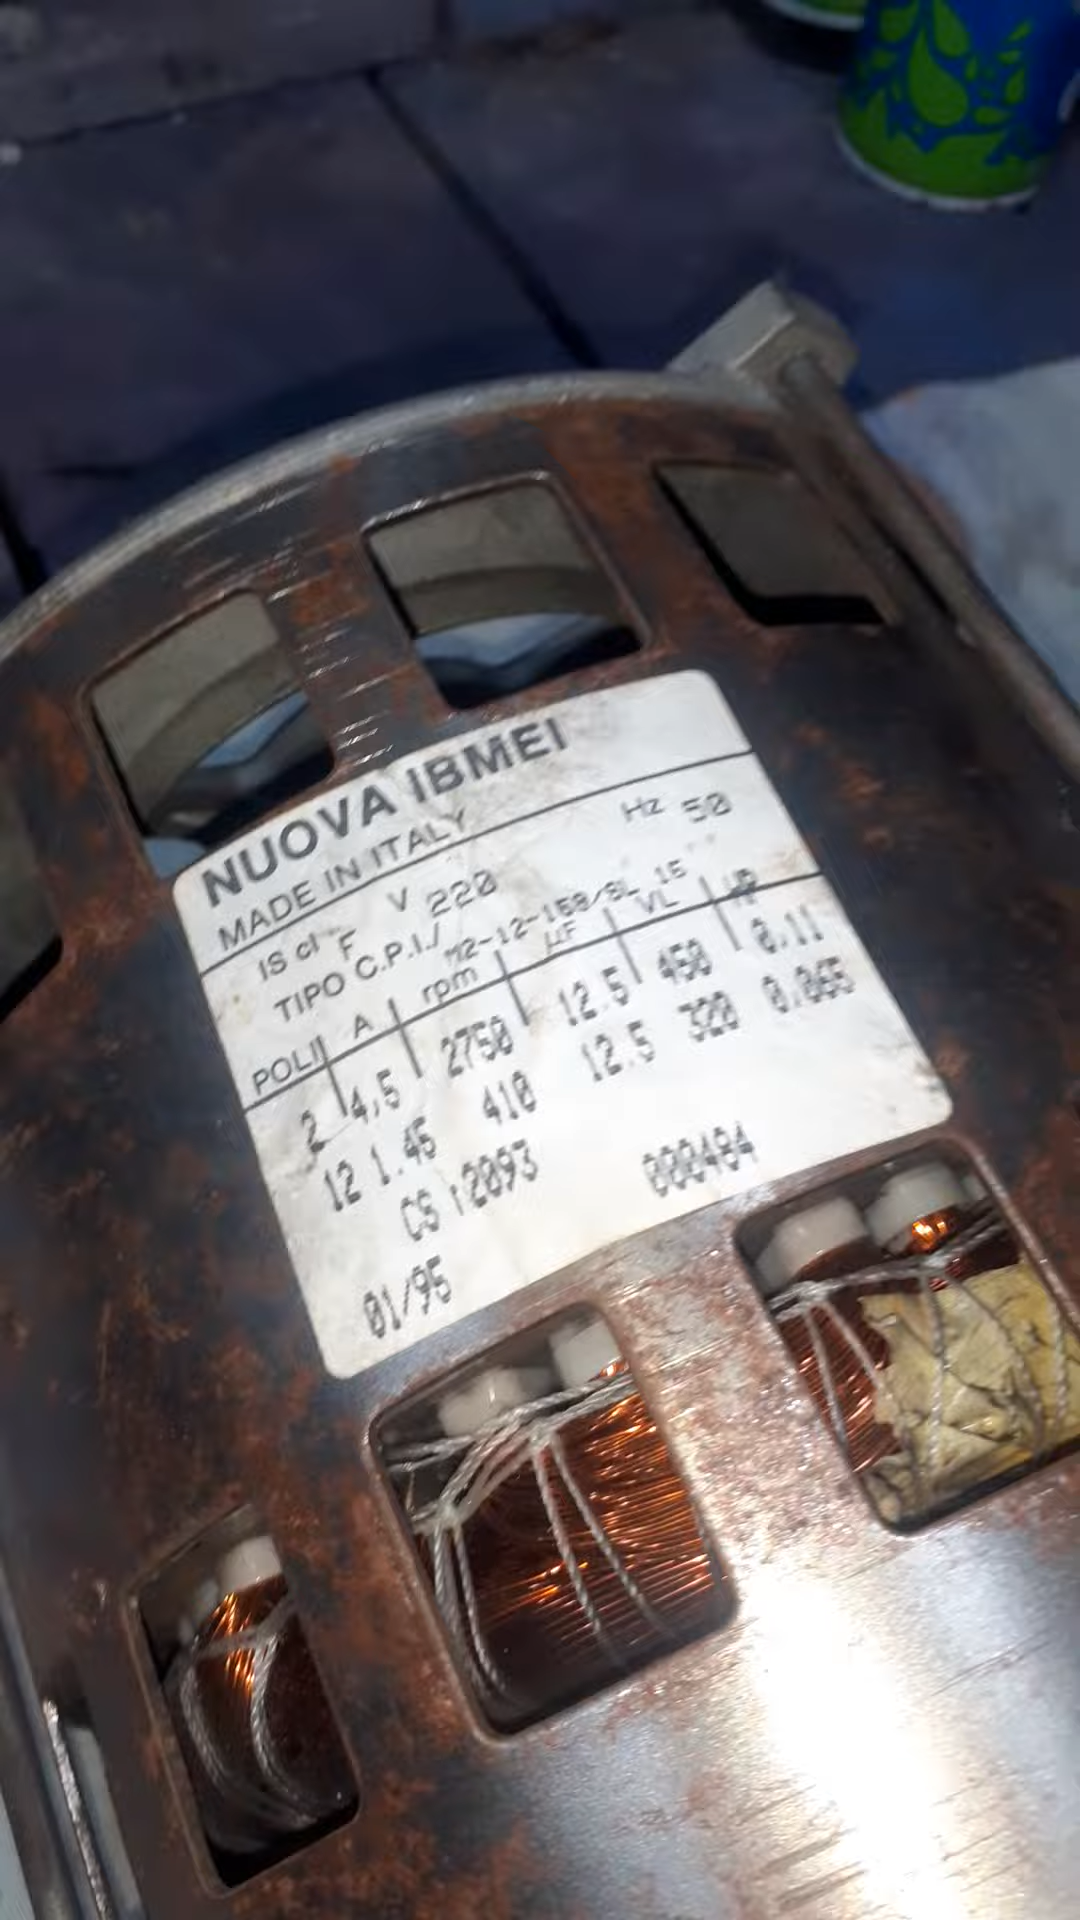 NUOVA IBMEI
MADE IN ITALY
V 220 Hz 50
IS cl F
TIPO C.P.I./ M2-12-158/SL 16
POLI A rpm µF VL HP
2 4,5 2750 12.5 450 0.11
12 1.45 410 12.5 320 0.065
CS 12093 000484
01/95